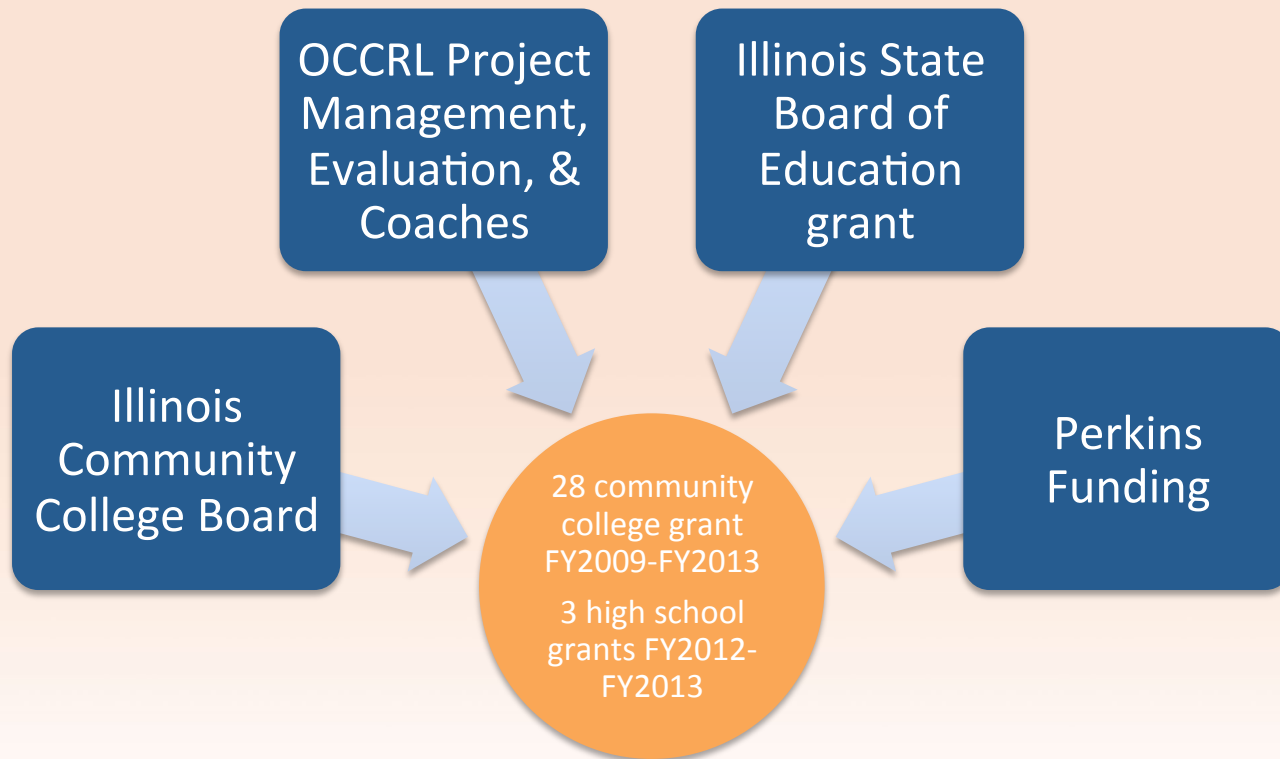 OCCRL Project
Management,
Evaluation, &
Coaches
Illinois State
Board of
Education
grant
Illinois
Community
College Board
Perkins
Funding
28 community
college grant
FY2009-FY2013
3 high school
grants FY2012-
FY2013